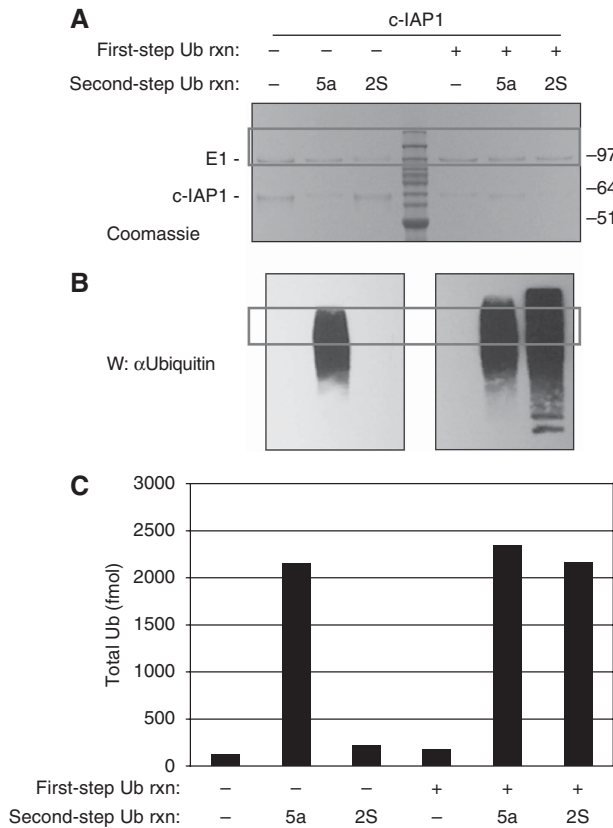 A
c-IAP1
First-step Ub rxn: – – – + + +
Second-step Ub rxn: – 5a 2S – 5a 2S
E1 -
–97
c-IAP1 -
–64
–51
Coomassie
B
W: αUbiquitin
C
3000
2500
2000
1500
1000
500
0
Total Ub (fmol)
First-step Ub rxn: – – – + + +
Second-step Ub rxn: – 5a 2S – 5a 2S